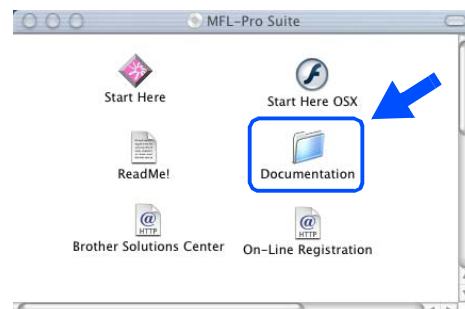 MFL-Pro Suite
Start Here
Start Here OSX
ReadMe!
Documentation
@
HTTP
@
HTTP
Brother Solutions Center
On-Line Registration